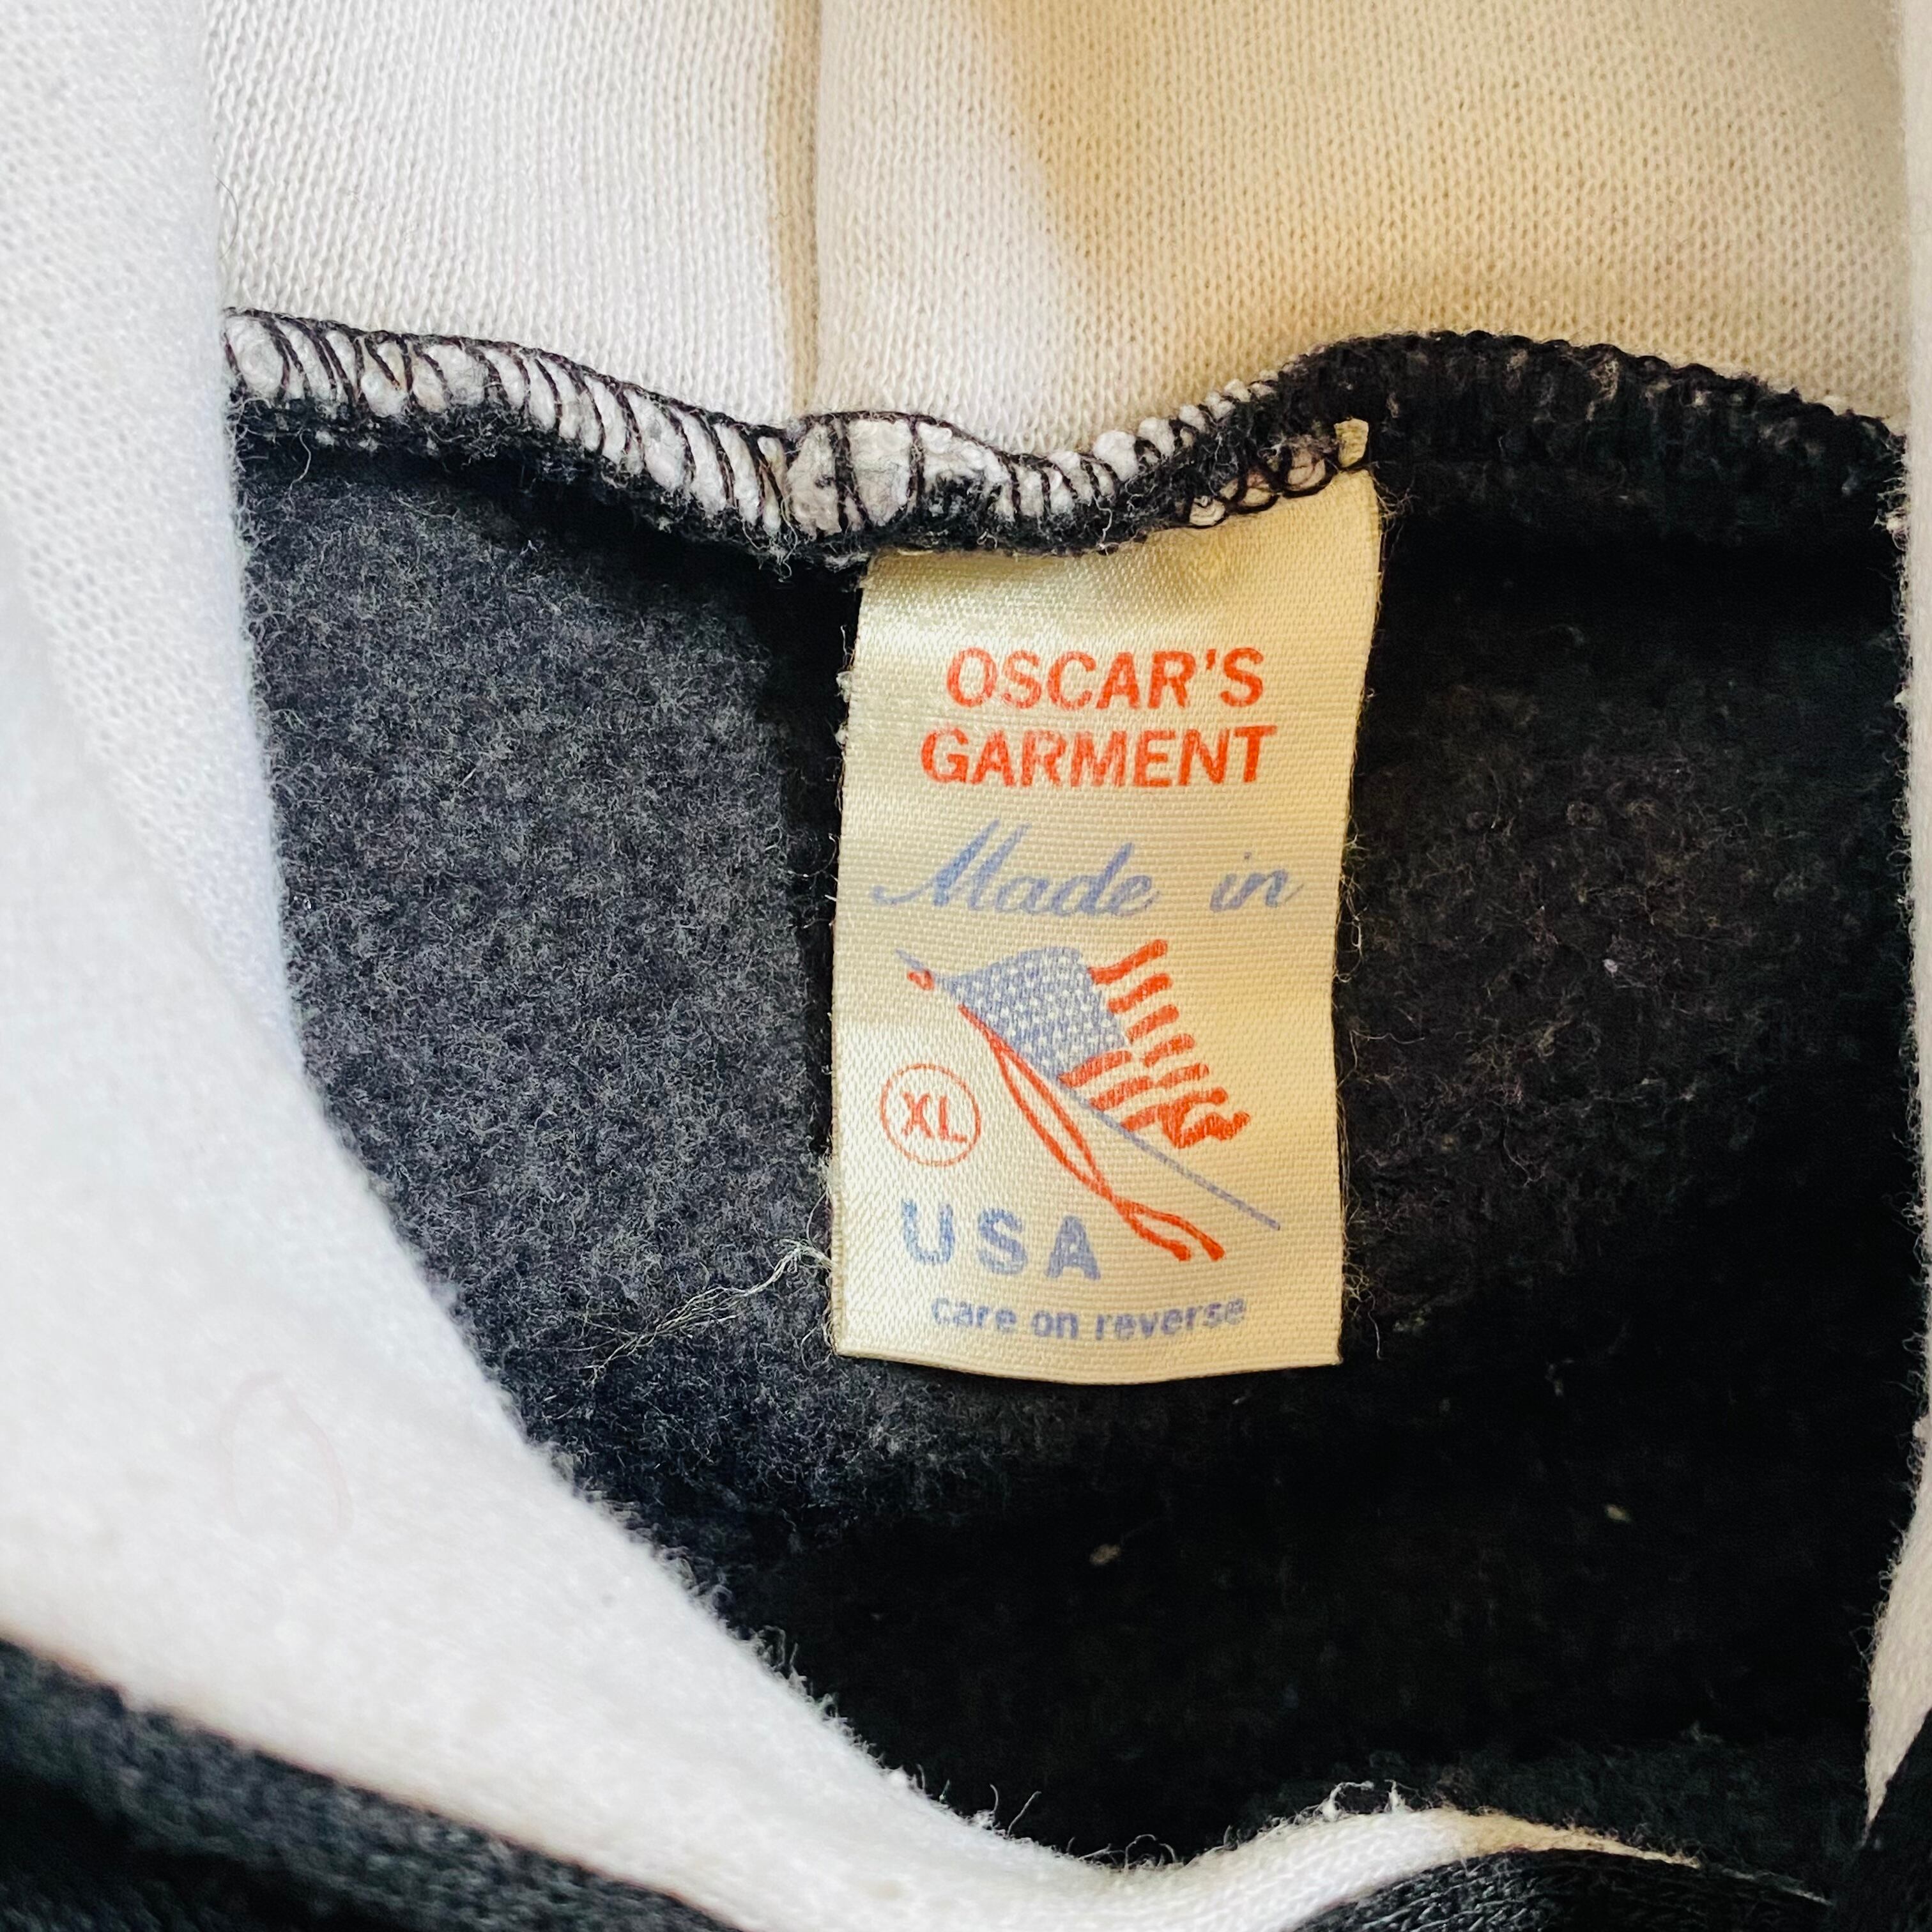 OSCAR'S
GARMENT
Made in
XL
USA
care on reverse